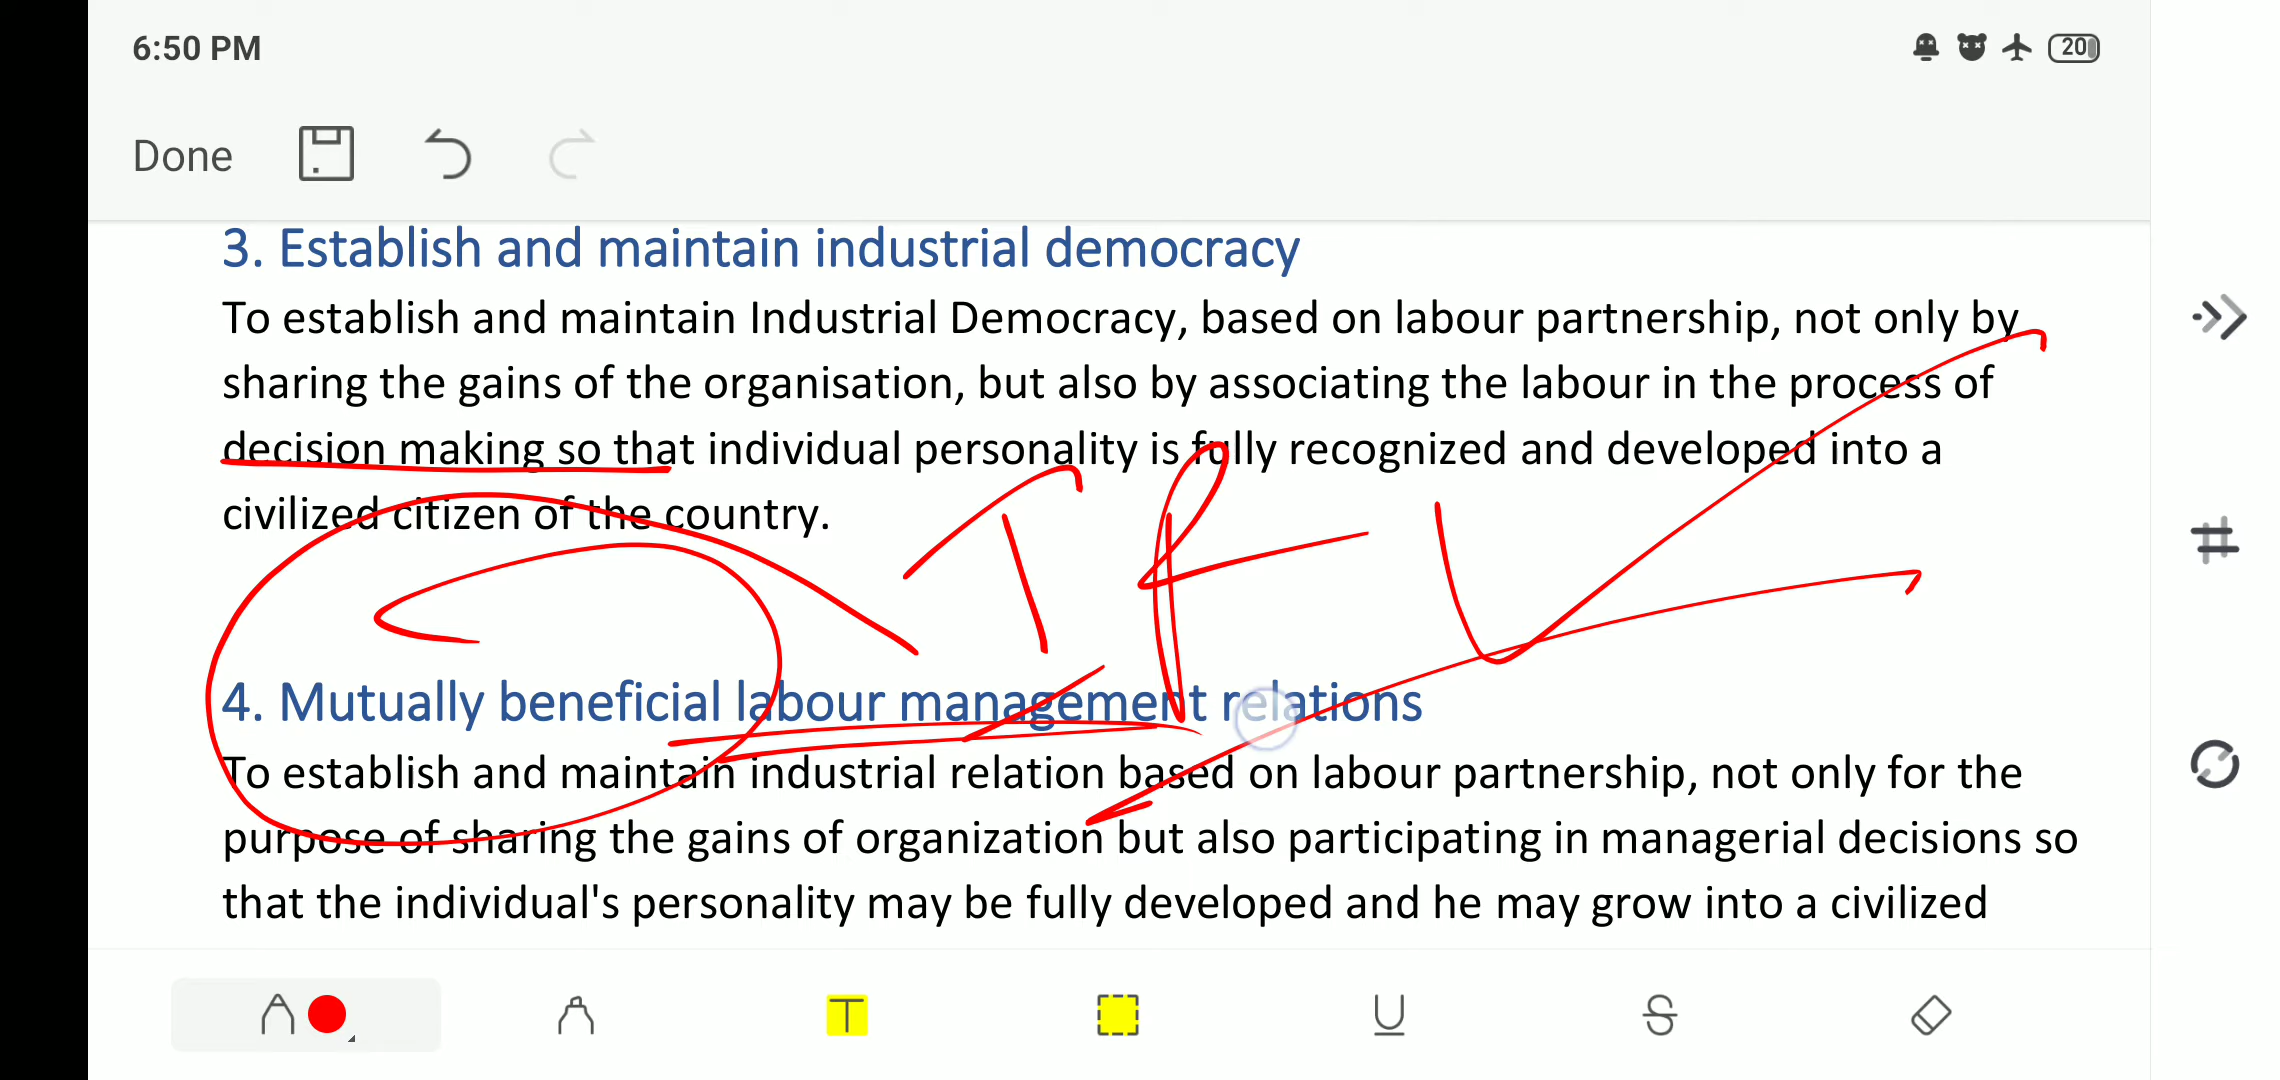 6:50 PM
20
Done
3. Establish and maintain industrial democracy
To establish and maintain Industrial Democracy, based on labour partnership, not only by
sharing the gains of the organisation, but also by associating the labour in the process of
decision making so that individual personality is fully recognized and developed into a
civilized citizen of the country.
4. Mutually beneficial labour management relations
To establish and maintain industrial relation based on labour partnership, not only for the
purpose of sharing the gains of organization but also participating in managerial decisions so
that the individual's personality may be fully developed and he may grow into a civilized